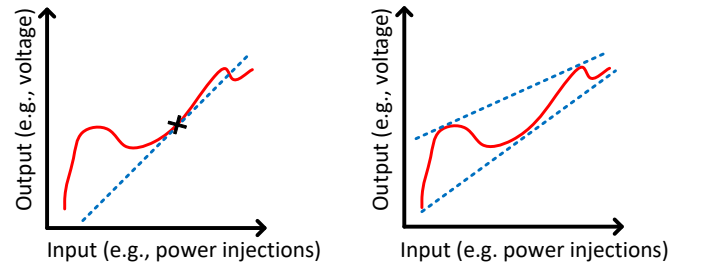 Output (e.g., voltage)
Input (e.g., power injections)
Output (e.g., voltage)
Input (e.g. power injections)